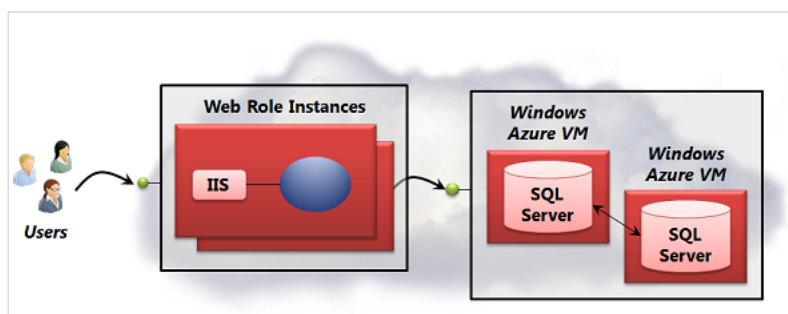 Web Role Instances
IIS
Users
Windows
Azure VM
SQL
Server
Windows
Azure VM
SQL
Server